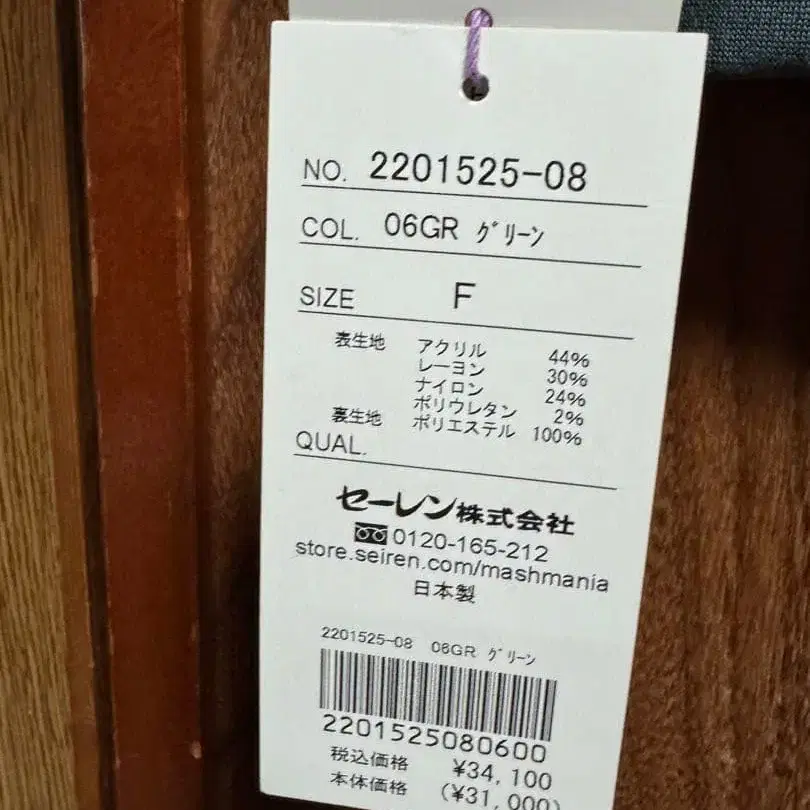 NO. 2201525-08
COL. 06GR ｸﾞﾘｰﾝ
SIZE F
表生地 アクリル 44%
レーヨン 30%
ナイロン 24%
ポリウレタン 2%
裏生地 ポリエステル 100%
QUAL.
セーレン株式会社
0120-165-212
store.seiren.com/mashmania
日本製
2201525-08 06GR ｸﾞﾘｰﾝ
2201525080600
税込価格 ¥34,100
本体価格 (¥31,000)